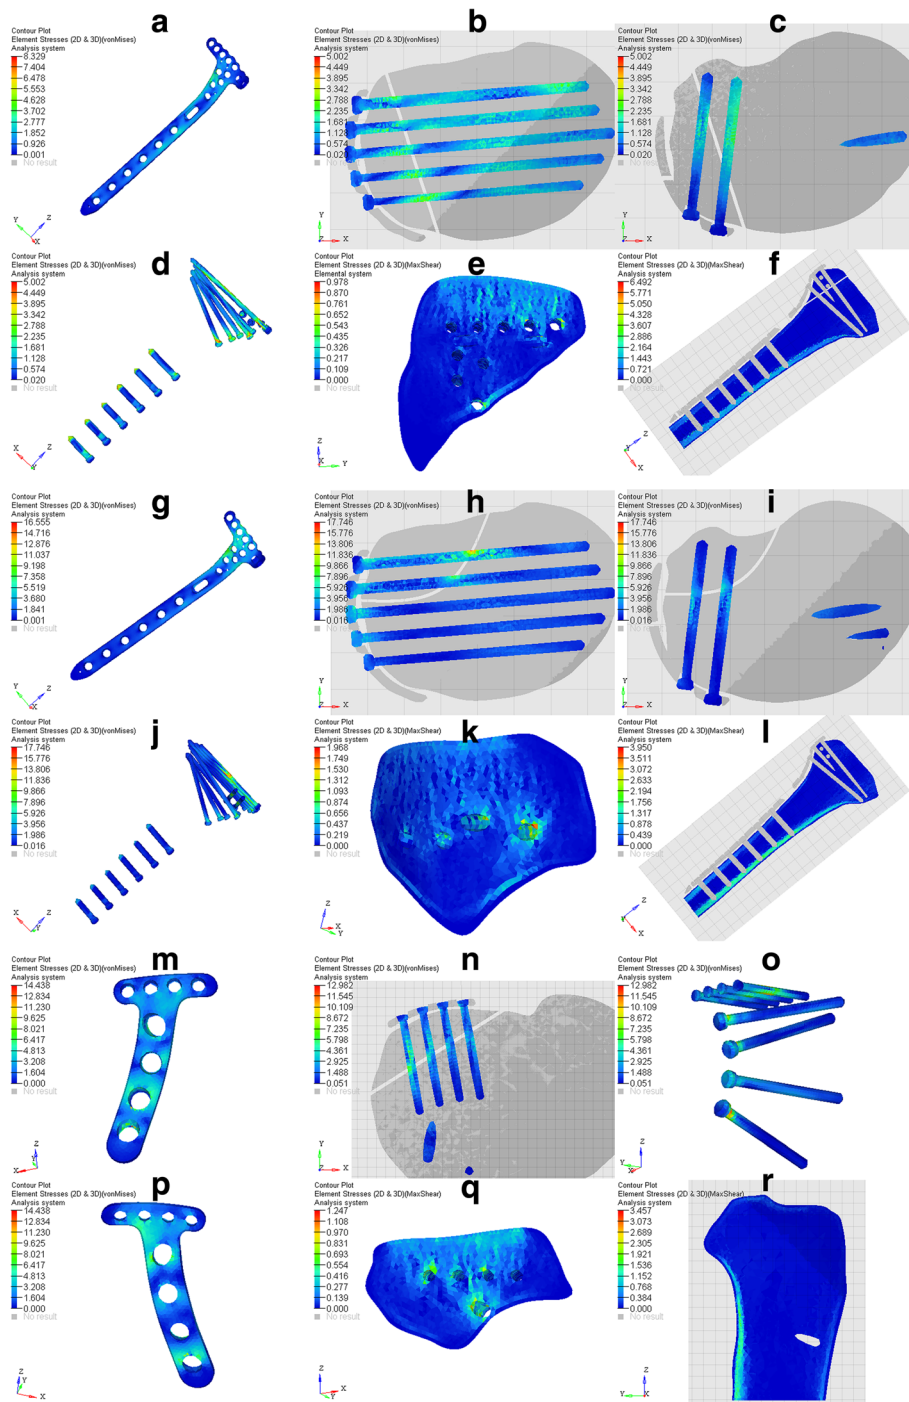 a
Contour Plot
Element Stresses (2D & 3D)(vonMises)
Analysis system
8.329
7.404
6.478
5.553
4.628
3.702
2.777
1.852
0.926
0.001
No result
Y
Z
X
b
Contour Plot
Element Stresses (2D & 3D)(vonMises)
Analysis system
5.002
4.449
3.895
3.342
2.788
2.235
1.681
1.128
0.574
0.020
No result
Y
Z
X
c
Contour Plot
Element Stresses (2D & 3D)(vonMises)
Analysis system
5.002
4.449
3.895
3.342
2.788
2.235
1.681
1.128
0.574
0.020
No result
Y
Z
X
d
Contour Plot
Element Stresses (2D & 3D)(vonMises)
Analysis system
5.002
4.449
3.895
3.342
2.788
2.235
1.681
1.128
0.574
0.020
No result
X
Z
Y
e
Contour Plot
Element Stresses (2D & 3D)(MaxShear)
Elemental system
0.978
0.870
0.761
0.652
0.543
0.435
0.326
0.217
0.109
0.000
No result
Z
X
Y
f
Contour Plot
Element Stresses (2D & 3D)(MaxShear)
Analysis system
6.492
5.771
5.050
4.328
3.607
2.886
2.164
1.443
0.721
0.000
No result
Z
Y
X
g
Contour Plot
Element Stresses (2D & 3D)(vonMises)
Analysis system
16.555
14.716
12.876
11.037
9.198
7.358
5.519
3.680
1.841
0.001
No result
Y
Z
X
h
Contour Plot
Element Stresses (2D & 3D)(vonMises)
Analysis system
17.746
15.776
13.806
11.836
9.866
7.896
5.926
3.956
1.986
0.016
No result
Y
Z
X
i
Contour Plot
Element Stresses (2D & 3D)(vonMises)
Analysis system
17.746
15.776
13.806
11.836
9.866
7.896
5.926
3.956
1.986
0.016
No result
Y
Z
X
j
Contour Plot
Element Stresses (2D & 3D)(vonMises)
Analysis system
17.746
15.776
13.806
11.836
9.866
7.896
5.926
3.956
1.986
0.016
No result
X
Z
Y
k
Contour Plot
Element Stresses (2D & 3D)(MaxShear)
Analysis system
1.968
1.749
1.530
1.312
1.093
0.874
0.656
0.437
0.219
0.000
No result
Z
X
Y
l
Contour Plot
Element Stresses (2D & 3D)(MaxShear)
Analysis system
3.950
3.511
3.072
2.633
2.194
1.756
1.317
0.878
0.439
0.000
No result
Z
Y
X
m
Contour Plot
Element Stresses (2D & 3D)(vonMises)
Analysis system
14.438
12.834
11.230
9.625
8.021
6.417
4.813
3.208
1.604
0.000
No result
Z
Y
X
n
Contour Plot
Element Stresses (2D & 3D)(vonMises)
Analysis system
12.982
11.545
10.109
8.672
7.235
5.798
4.361
2.925
1.488
0.051
No result
Y
Z
X
o
Contour Plot
Element Stresses (2D & 3D)(vonMises)
Analysis system
12.982
11.545
10.109
8.672
7.235
5.798
4.361
2.925
1.488
0.051
No result
Z
Y
X
p
Contour Plot
Element Stresses (2D & 3D)(vonMises)
Analysis system
14.438
12.834
11.230
9.625
8.021
6.417
4.813
3.208
1.604
0.000
No result
Z
Y
X
q
Contour Plot
Element Stresses (2D & 3D)(MaxShear)
Analysis system
1.247
1.108
0.970
0.831
0.693
0.554
0.416
0.277
0.139
0.000
No result
Z
X
Y
r
Contour Plot
Element Stresses (2D & 3D)(MaxShear)
Analysis system
3.457
3.073
2.689
2.305
1.921
1.536
1.152
0.768
0.384
0.000
No result
Z
Y
X